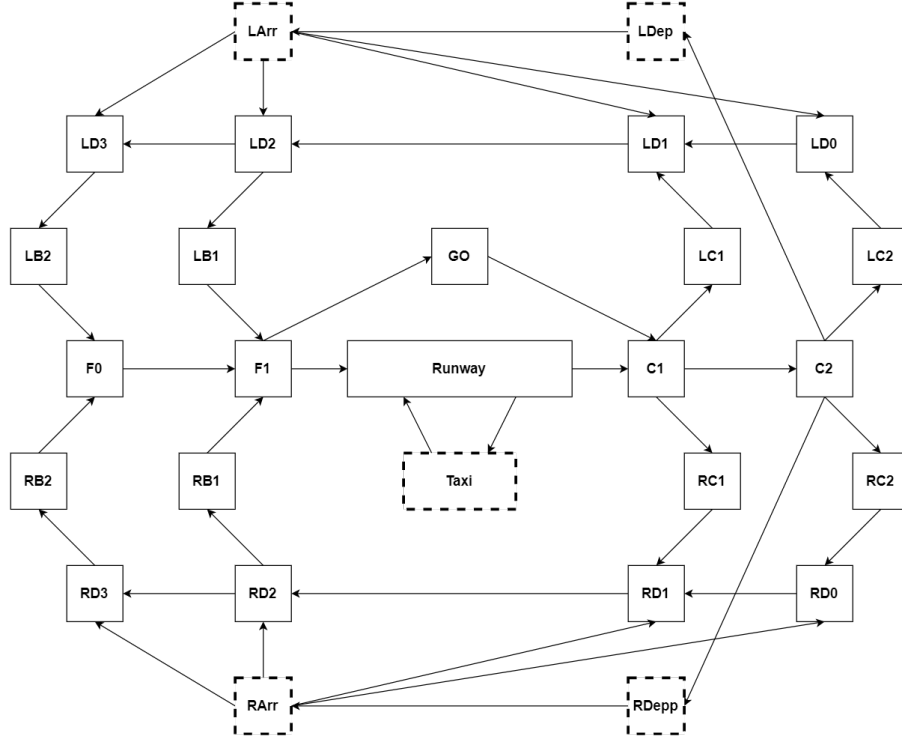 LArr
LDep
LD3
LD2
LD1
LD0
LB2
LB1
GO
LC1
LC2
F0
F1
Runway
C1
C2
RB2
RB1
Taxi
RC1
RC2
RD3
RD2
RD1
RD0
RArr
RDepp